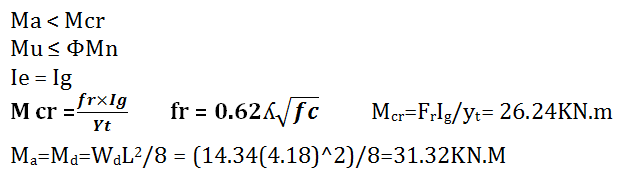 Ma < Mcr
Mu ≤ ΦMn
Ie = Ig
M cr = fr×Ig/Yt fr = 0.62ʎ√fc Mcr=FrIg/yt= 26.24KN.m
Ma=Md=WdL²/8 = (14.34(4.18)^2)/8=31.32KN.M